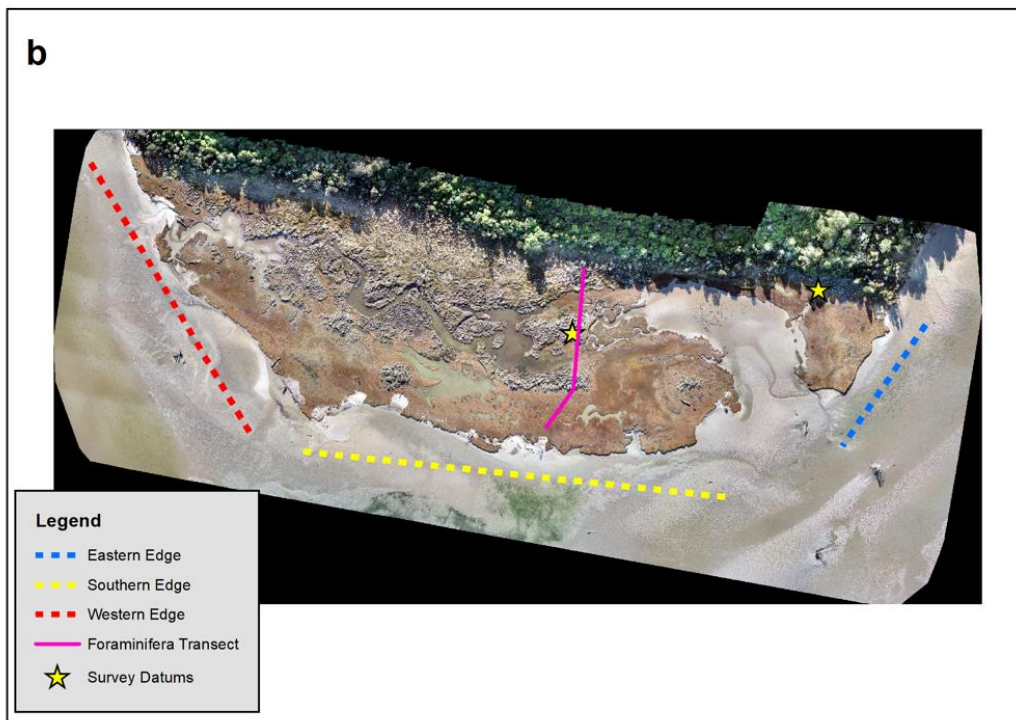 b
Legend
Eastern Edge
Southern Edge
Western Edge
Foraminifera Transect
Survey Datums